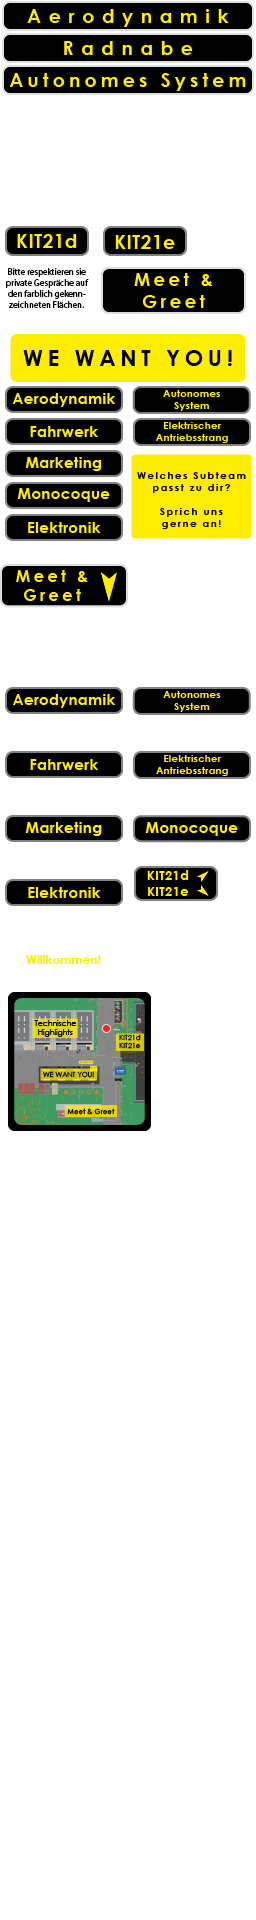 Aerodynamik
Radnabe
Autonomes System
KIT21d
KIT21e
Bitte respektieren sie
private Gespräche auf
den farblich gekenn-
zeichneten Flächen.
Meet &
Greet
WE WANT YOU!
Aerodynamik
Autonomes
System
Fahrwerk
Elektrischer
Antriebsstrang
Marketing
Monocoque
Elektronik
Welches Subteam
passt zu dir?
Sprich uns
gerne an!
Meet &
Greet
Aerodynamik
Autonomes
System
Fahrwerk
Elektrischer
Antriebsstrang
Marketing
Monocoque
Elektronik
KIT21d
KIT21e
Willkommen!
Technische
Highlights
KIT21d
KIT21e
WE WANT YOU!
Meet & Greet